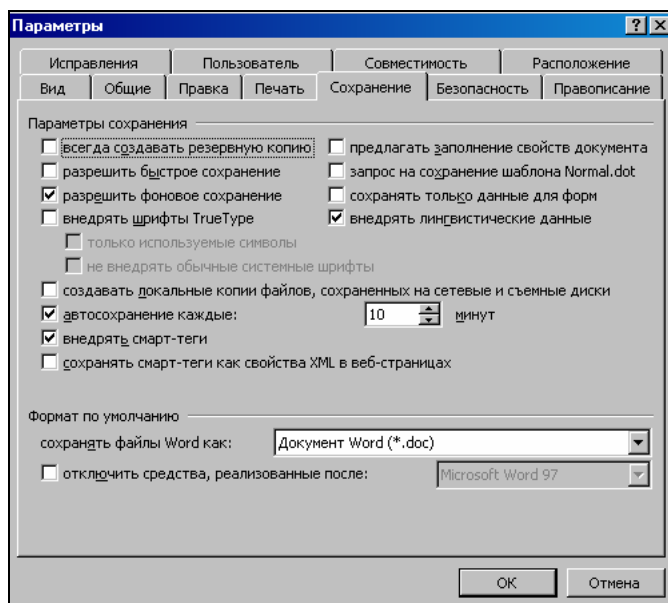 Параметры
Исправления Пользователь Совместимость Расположение
Вид Общие Правка Печать Сохранение Безопасность Правописание
Параметры сохранения
всегда создавать резервную копию предлагать заполнение свойств документа
разрешить быстрое сохранение запрос на сохранение шаблона Normal.dot
разрешить фоновое сохранение сохранять только данные для форм
внедрять шрифты TrueType внедрять лингвистические данные
только используемые символы
не внедрять обычные системные шрифты
создавать локальные копии файлов, сохраненных на сетевые и съемные диски
автосохранение каждые: 10 минут
внедрять смарт-теги
сохранять смарт-теги как свойства XML в веб-страницах
Формат по умолчанию
сохранять файлы Word как: Документ Word (*.doc)
отключить средства, реализованные после: Microsoft Word 97
ОК Отмена